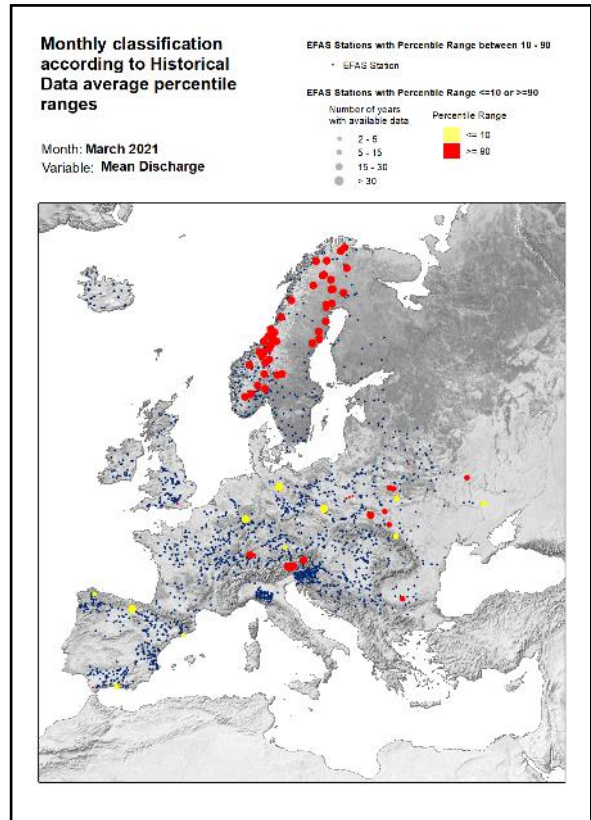 Monthly classification
according to Historical
Data average percentile
ranges
Month: March 2021
Variable: Mean Discharge
EFAS Stations with Percentile Range between 10 - 90
EFAS Station
EFAS Stations with Percentile Range <=10 or >=90
Number of years
with available data
2 - 5
5 - 15
15 - 30
> 30
Percentile Range
<= 10
>= 90